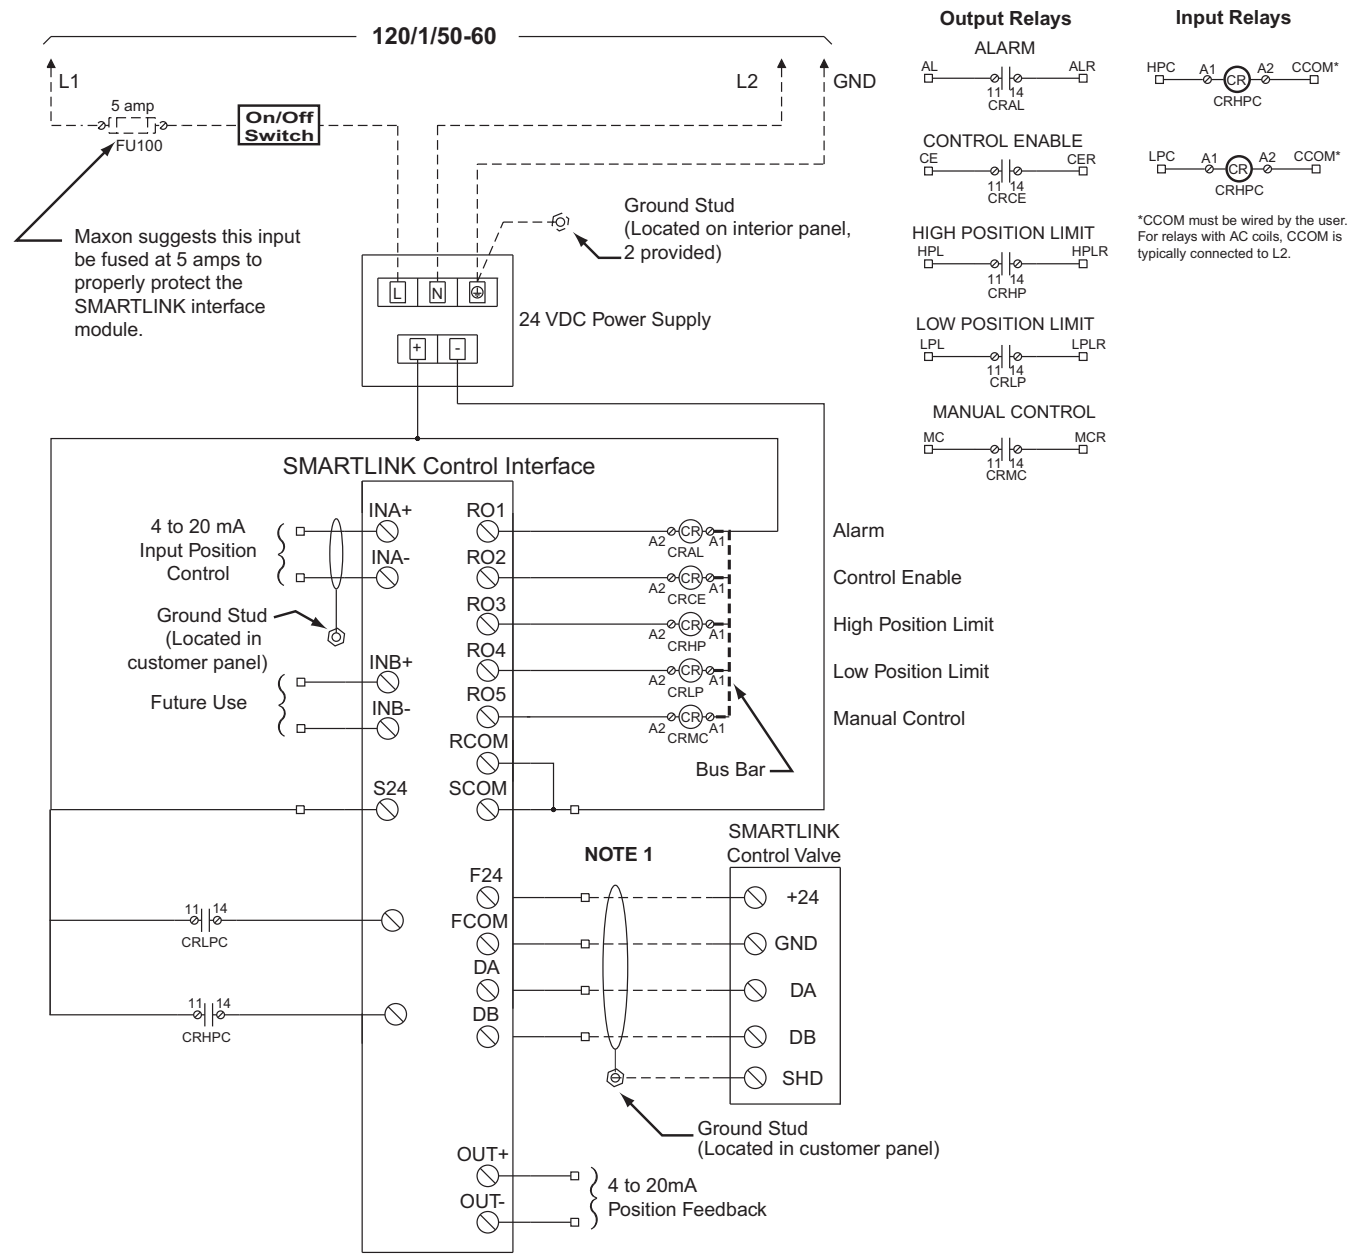 120/1/50-60
L1
L2
GND
5 amp
FU100
On/Off
Switch
Maxon suggests this input
be fused at 5 amps to
properly protect the
SMARTLINK interface
module.
Ground Stud
(Located on interior panel,
2 provided)
L
N
24 VDC Power Supply
+
-
Output Relays
ALARM
AL
ALR
11 14
CRAL
CONTROL ENABLE
CE
CER
11 14
CRCE
HIGH POSITION LIMIT
HPL
HPLR
11 14
CRHP
LOW POSITION LIMIT
LPL
LPLR
11 14
CRLP
MANUAL CONTROL
MC
MCR
11 14
CRMC
Input Relays
HPC
A1
CR
A2
CCOM*
CRHPC
LPC
A1
CR
A2
CCOM*
CRHPC
*CCOM must be wired by the user.
For relays with AC coils, CCOM is
typically connected to L2.
SMARTLINK Control Interface
4 to 20 mA
Input Position
Control
INA+
INA-
Ground Stud
(Located in
customer panel)
Future Use
INB+
INB-
S24
11 14
CRLPC
11 14
CRHPC
RO1
A2
CR
A1
CRAL
Alarm
RO2
A2
CR
A1
CRCE
Control Enable
RO3
A2
CR
A1
CRHP
High Position Limit
RO4
A2
CR
A1
CRLP
Low Position Limit
RO5
A2
CR
A1
CRMC
Manual Control
Bus Bar
RCOM
SCOM
NOTE 1
SMARTLINK
Control Valve
F24
+24
FCOM
GND
DA
DA
DB
DB
SHD
Ground Stud
(Located in customer panel)
OUT+
OUT-
4 to 20mA
Position Feedback